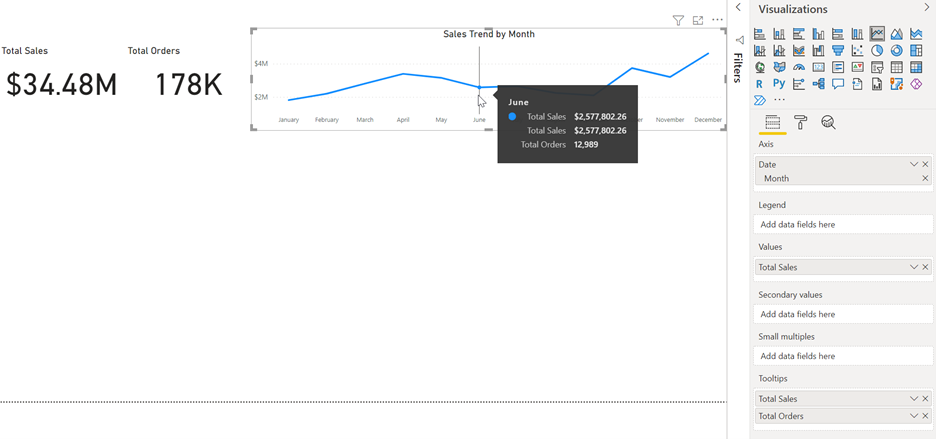 Total Sales
$34.48M
Total Orders
178K
Sales Trend by Month
$4M
$2M
January February March April May June November December
June
Total Sales $2,577,802.26
Total Sales $2,577,802.26
Total Orders 12,989
Filters
Visualizations
R Py
Axis
Date
Month
Legend
Add data fields here
Values
Total Sales
Secondary values
Add data fields here
Small multiples
Add data fields here
Tooltips
Total Sales
Total Orders